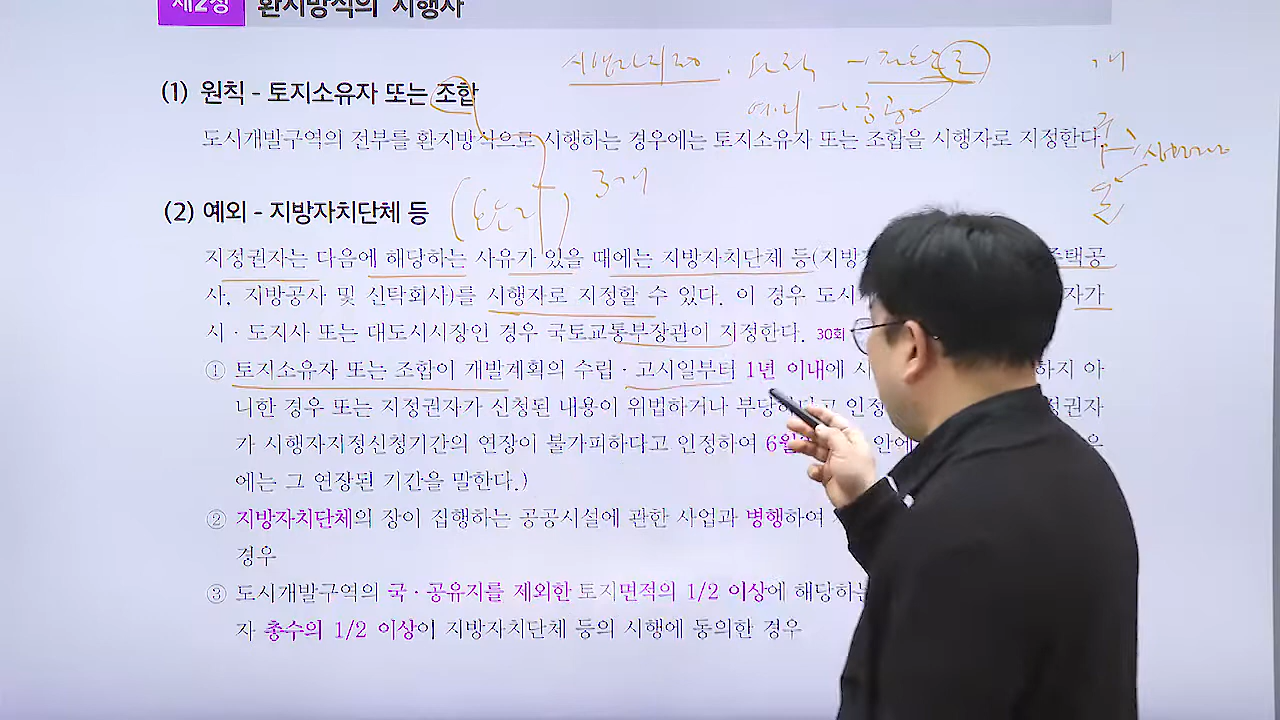 제2장 환지방식의 시행자
(1) 원칙 - 토지소유자 또는 조합
도시개발구역의 전부를 환지방식으로 시행하는 경우에는 토지소유자 또는 조합을 시행자로 지정한다.
3개
(2) 예외 - 지방자치단체 등
지정권자는 다음에 해당하는 사유가 있을 때에는 지방자치단체 등(지방 주택공
사, 지방공사 및 신탁회사)를 시행자로 지정할 수 있다. 이 경우 도시 자가
시·도지사 또는 대도시시장인 경우 국토교통부장관이 지정한다. 30회
① 토지소유자 또는 조합이 개발계획의 수립·고시일부터 1년 이내에 시 하지 아
니한 경우 또는 지정권자가 신청된 내용이 위법하거나 부당하다고 인정 정권자
가 시행자지정신청기간의 연장이 불가피하다고 인정하여 6월 안에 은
에는 그 연장된 기간을 말한다.)
② 지방자치단체의 장이 집행하는 공공시설에 관한 사업과 병행하여
경우
③ 도시개발구역의 국·공유지를 제외한 토지면적의 1/2 이상에 해당하는
자 총수의 1/2 이상이 지방자치단체 등의 시행에 동의한 경우